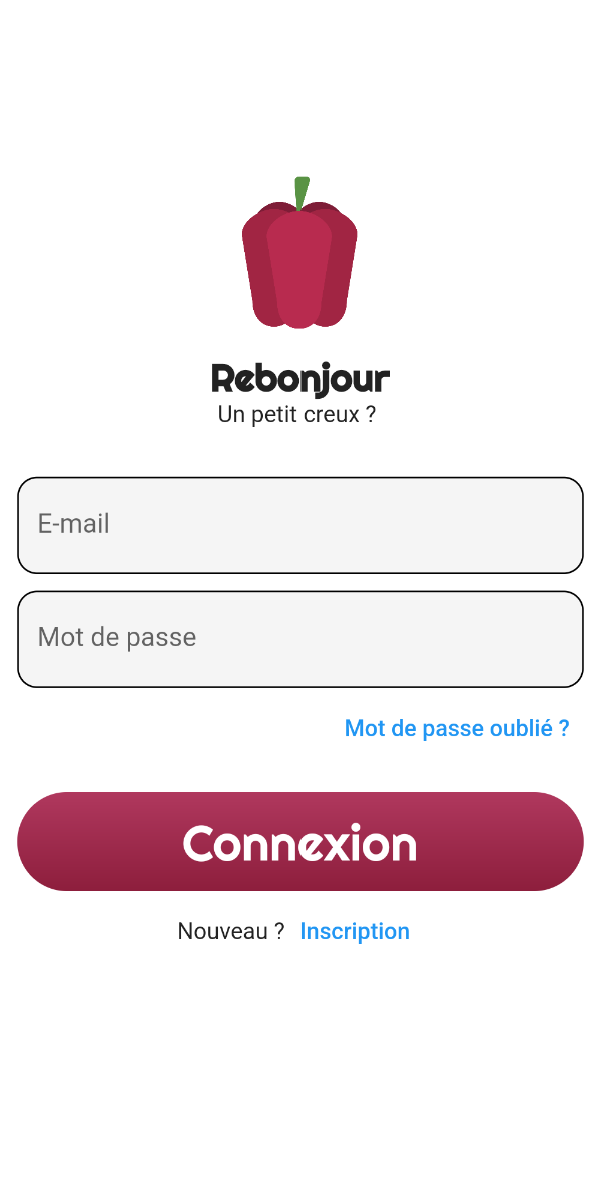 Rebonjour
Un petit creux ?
E-mail
Mot de passe
Mot de passe oublié ?
Connexion
Nouveau ? Inscription